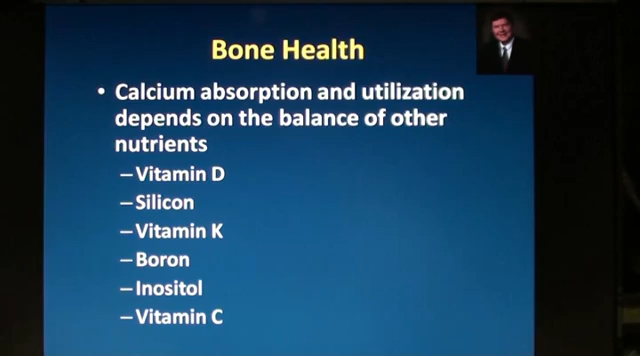 Bone Health
• Calcium absorption and utilization
depends on the balance of other
nutrients
–Vitamin D
–Silicon
–Vitamin K
–Boron
–Inositol
–Vitamin C